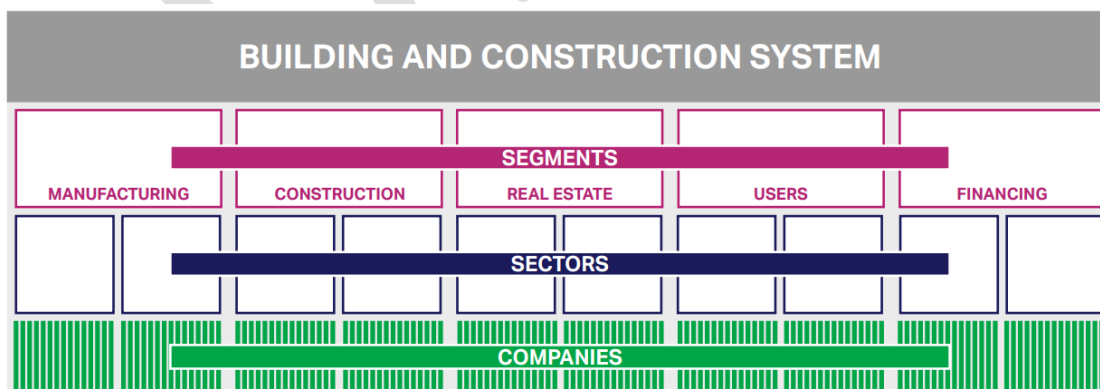 BUILDING AND CONSTRUCTION SYSTEM
SEGMENTS
MANUFACTURING CONSTRUCTION REAL ESTATE USERS FINANCING
SECTORS
COMPANIES